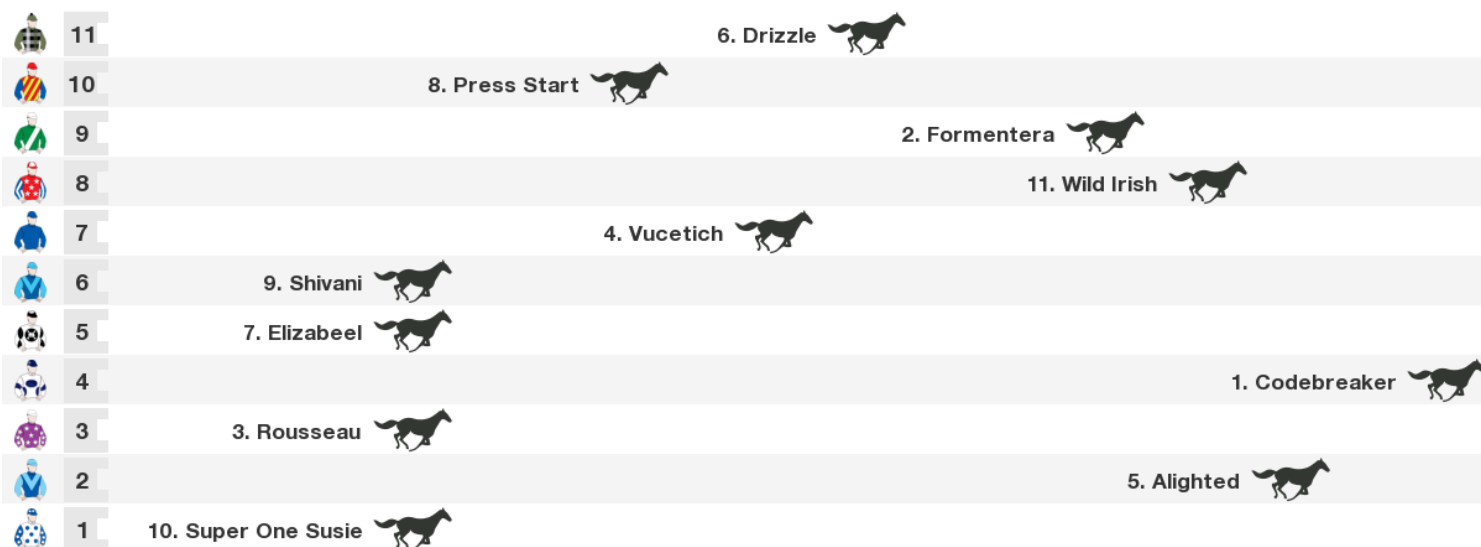 11 6. Drizzle
10 8. Press Start
9 2. Formentera
8 11. Wild Irish
7 4. Vucetich
6 9. Shivani
5 7. Elizabeel
4 1. Codebreaker
3 3. Rousseau
2 5. Alighted
1 10. Super One Susie